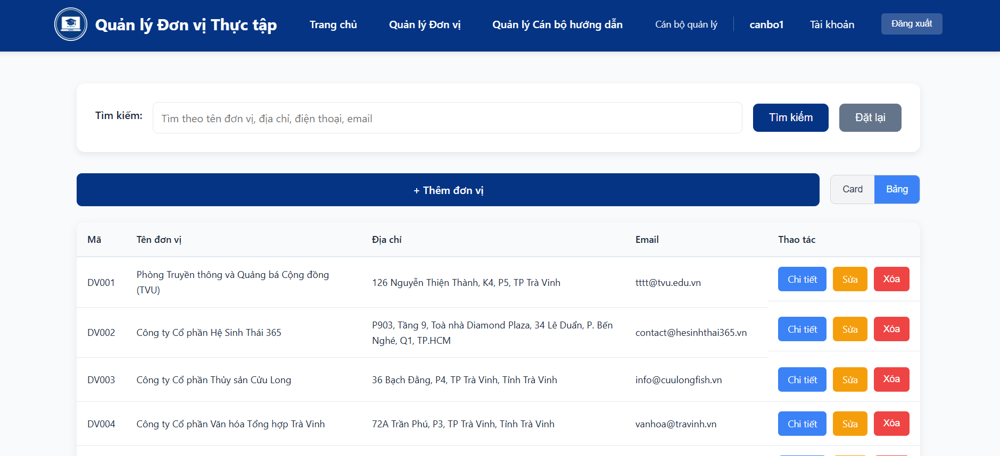 Quản lý Đơn vị Thực tập
Trang chủ
Quản lý Đơn vị
Quản lý Cán bộ hướng dẫn
Cán bộ quản lý
canbo1
Tài khoản
Đăng xuất
Tìm kiếm:
Tìm theo tên đơn vị, địa chỉ, điện thoại, email
Tìm kiếm
Đặt lại
+ Thêm đơn vị
Card
Bảng
Mã
Tên đơn vị
Địa chỉ
Email
Thao tác
DV001
Phòng Truyền thông và Quảng bá Cộng đồng
(TVU)
126 Nguyễn Thiện Thành, K4, P5, TP Trà Vinh
tttt@tvu.edu.vn
Chi tiết
Sửa
Xóa
DV002
Công ty Cổ phần Hệ Sinh Thái 365
P903, Tầng 9, Toà nhà Diamond Plaza, 34 Lê Duẩn, P. Bến
Nghé, Q1, TP.HCM
contact@hesinhthai365.vn
Chi tiết
Sửa
Xóa
DV003
Công ty Cổ phần Thủy sản Cửu Long
36 Bạch Đằng, P4, TP Trà Vinh, Tỉnh Trà Vinh
info@cuulongfish.vn
Chi tiết
Sửa
Xóa
DV004
Công ty Cổ phần Văn hóa Tổng hợp Trà Vinh
72A Trần Phú, P3, TP Trà Vinh, Tỉnh Trà Vinh
vanhoa@travinh.vn
Chi tiết
Sửa
Xóa